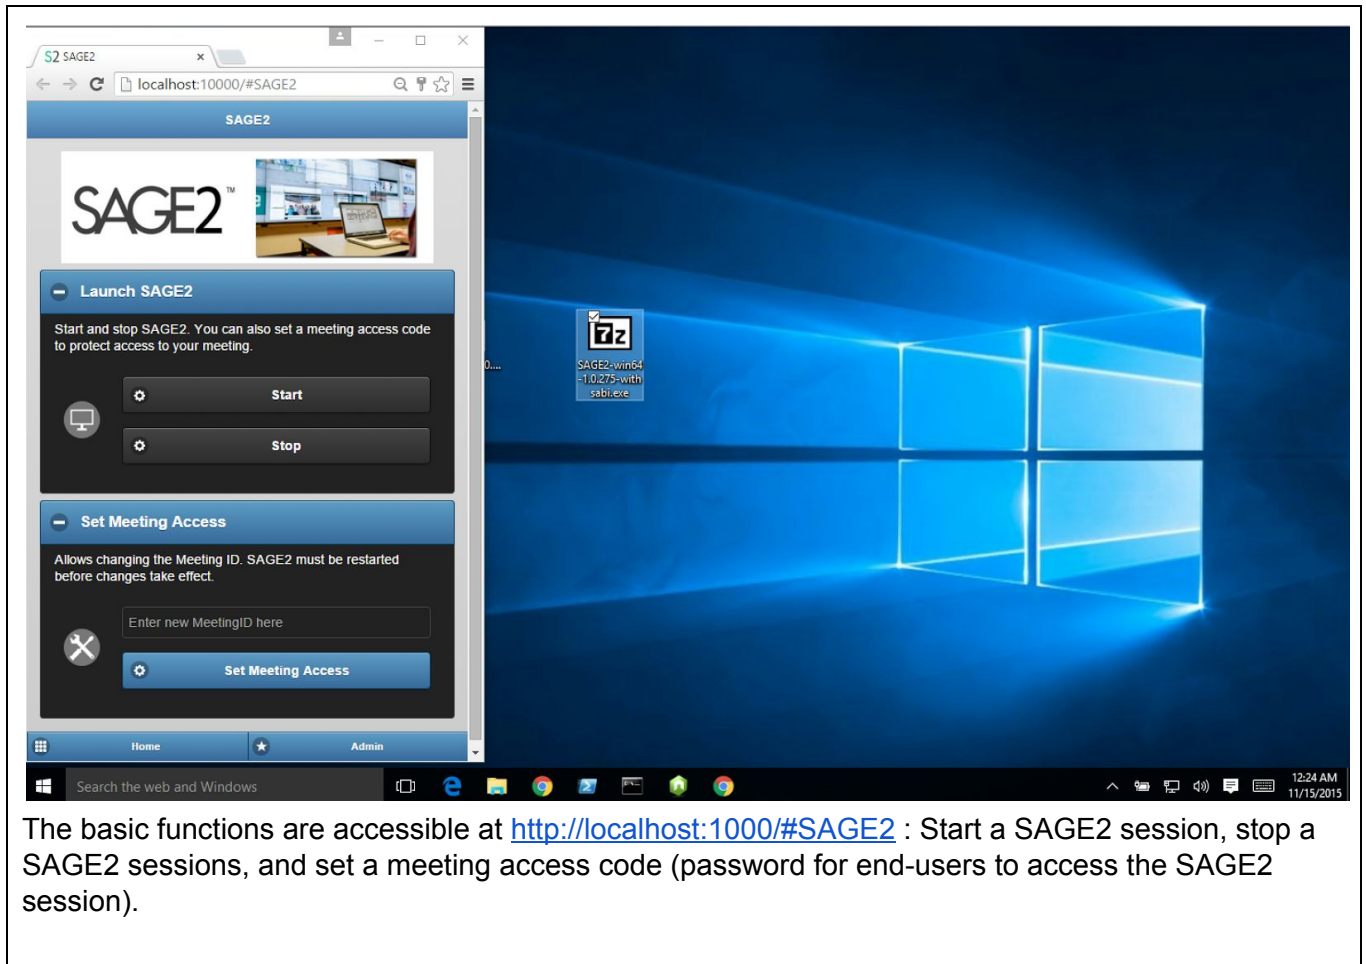 S2 SAGE2
localhost:10000/#SAGE2
SAGE2
SAGE2™
Launch SAGE2
Start and stop SAGE2. You can also set a meeting access code
to protect access to your meeting.
Start
Stop
Set Meeting Access
Allows changing the Meeting ID. SAGE2 must be restarted
before changes take effect.
Enter new MeetingID here
Set Meeting Access
Home
Admin
0....
SAGE2-win64
-1.0.275-with
sabi.exe
Search the web and Windows
12:24 AM
11/15/2015
The basic functions are accessible at http://localhost:1000/#SAGE2 : Start a SAGE2 session, stop a
SAGE2 sessions, and set a meeting access code (password for end-users to access the SAGE2
session).